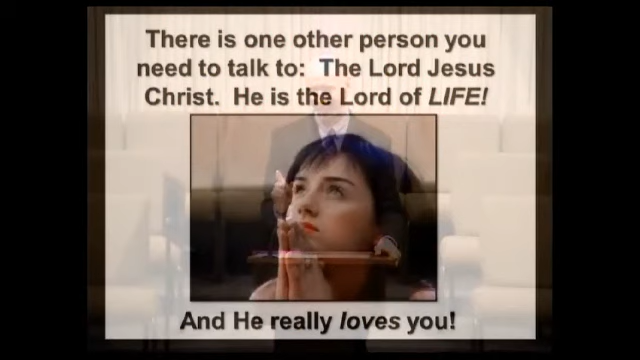 There is one other person you
need to talk to:  The Lord Jesus
Christ.  He is the Lord of LIFE!
And He really loves you!